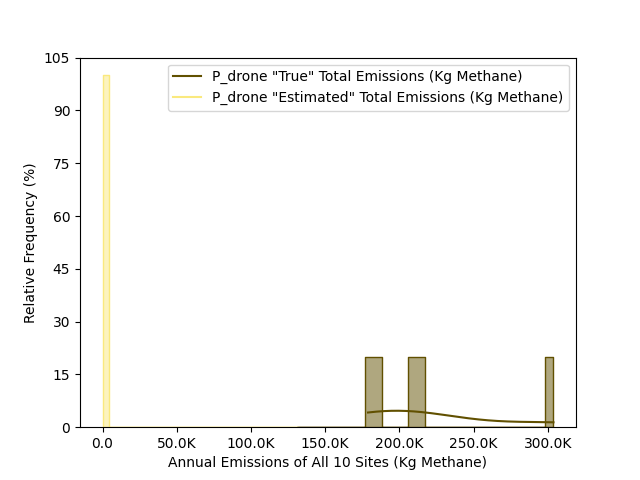 105
90
75
60
45
30
15
0
Relative Frequency (%)
P_drone "True" Total Emissions (Kg Methane)
P_drone "Estimated" Total Emissions (Kg Methane)
0.0 50.0K 100.0K 150.0K 200.0K 250.0K 300.0K
Annual Emissions of All 10 Sites (Kg Methane)